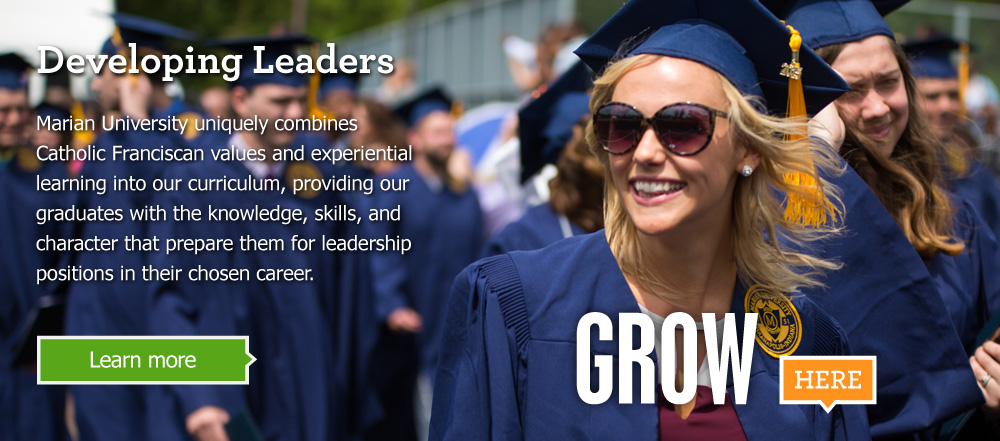 Developing Leaders
Marian University uniquely combines
Catholic Franciscan values and experiential
learning into our curriculum, providing our
graduates with the knowledge, skills, and
character that prepare them for leadership
positions in their chosen career.
Learn more
GROW
HERE